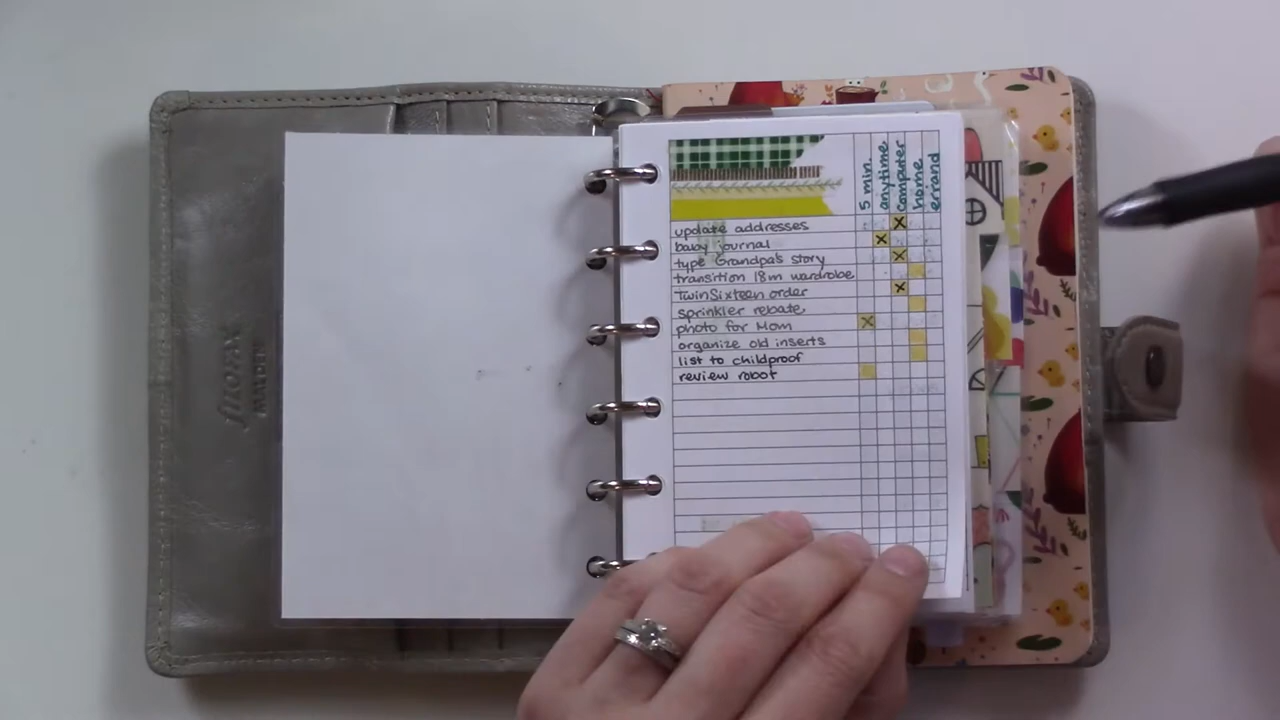 filofax
5 min.
anytime
computer
home
errand
update addresses
baby journal
type Grandpa's story
transition 18m wardrobe
TwinSixteen order
sprinkler rebate
photo for Mom
organize old inserts
list to childproof
review robot